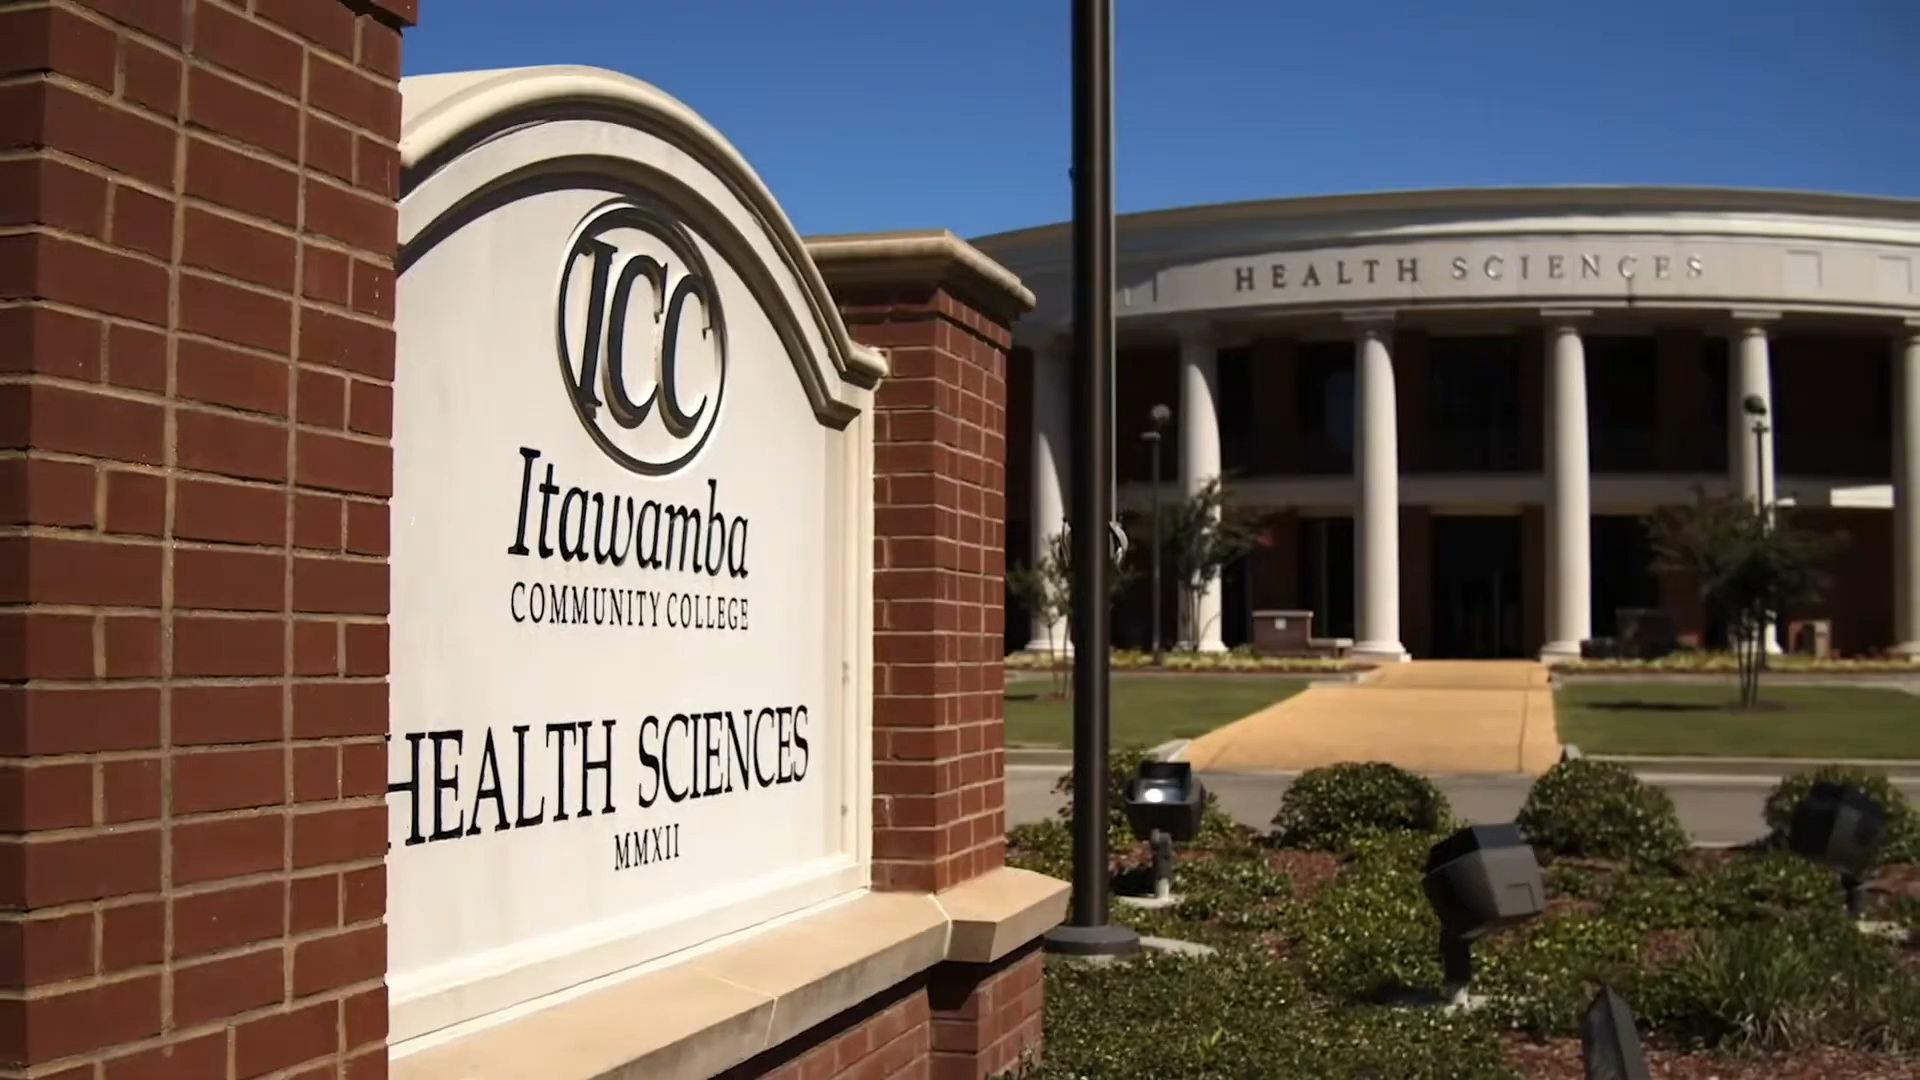 ICC
Itawamba
COMMUNITY COLLEGE
HEALTH SCIENCES
MMXII
HEALTH SCIENCES